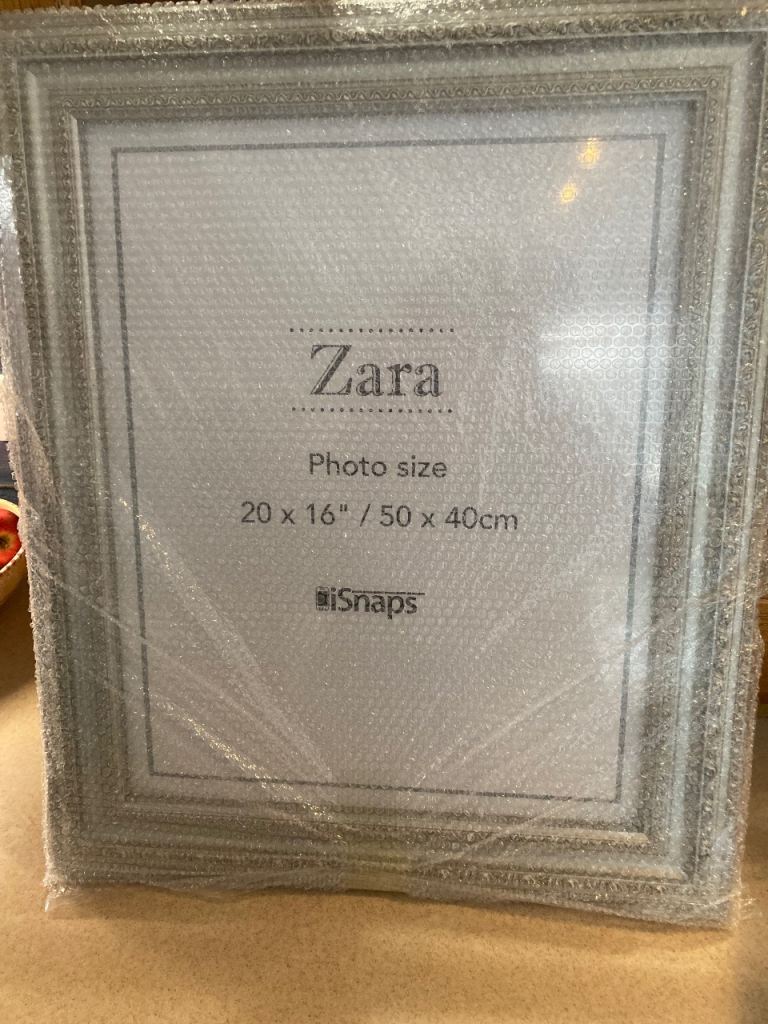 Zara
Photo size
20 x 16" / 50 x 40cm
iSnaps